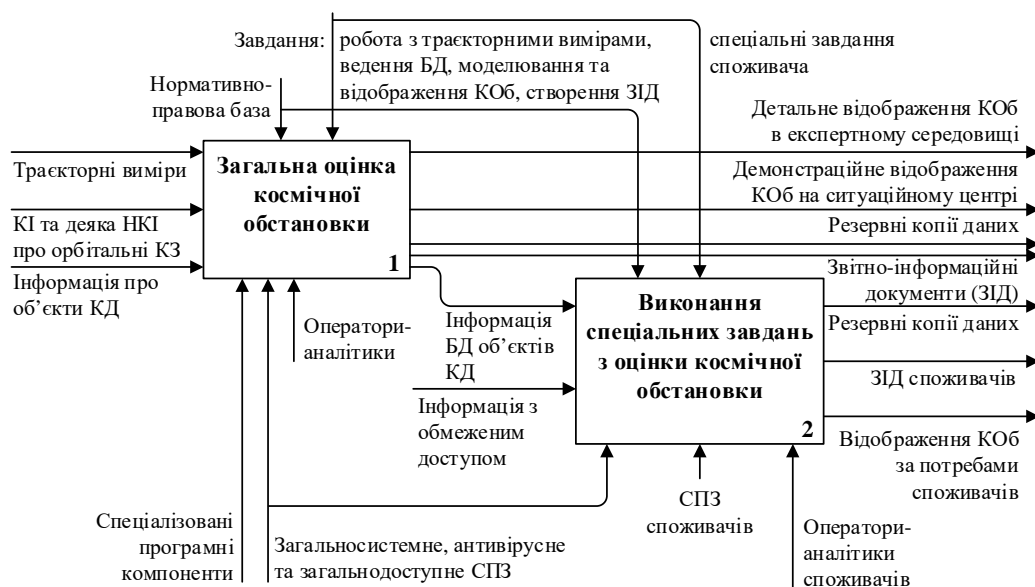 Завдання:
робота з траєкторними вимірами,
ведення БД, моделювання та
відображення КОб, створення ЗІД
спеціальні завдання
споживача
Нормативно-
правова база
Траєкторні виміри
КІ та деяка НКІ
про орбітальні КЗ
Інформація про
об’єкти КД
Загальна оцінка
космічної
обстановки
1
Детальне відображення КОб
в експертному середовищі
Демонстраційне відображення
КОб на ситуаційному центрі
Резервні копії даних
Звітно-інформаційні
документи (ЗІД)
Оператори-
аналітики
Інформація
БД об’єктів
КД
Інформація з
обмеженим
доступом
Виконання
спеціальних завдань
з оцінки космічної
обстановки
2
Резервні копії даних
ЗІД споживачів
Відображення КОб
за потребами
споживачів
Спеціалізовані
програмні
компоненти
Загальносистемне, антивірусне
та загальнодоступне СПЗ
СПЗ
споживачів
Оператори-
аналітики
споживачів